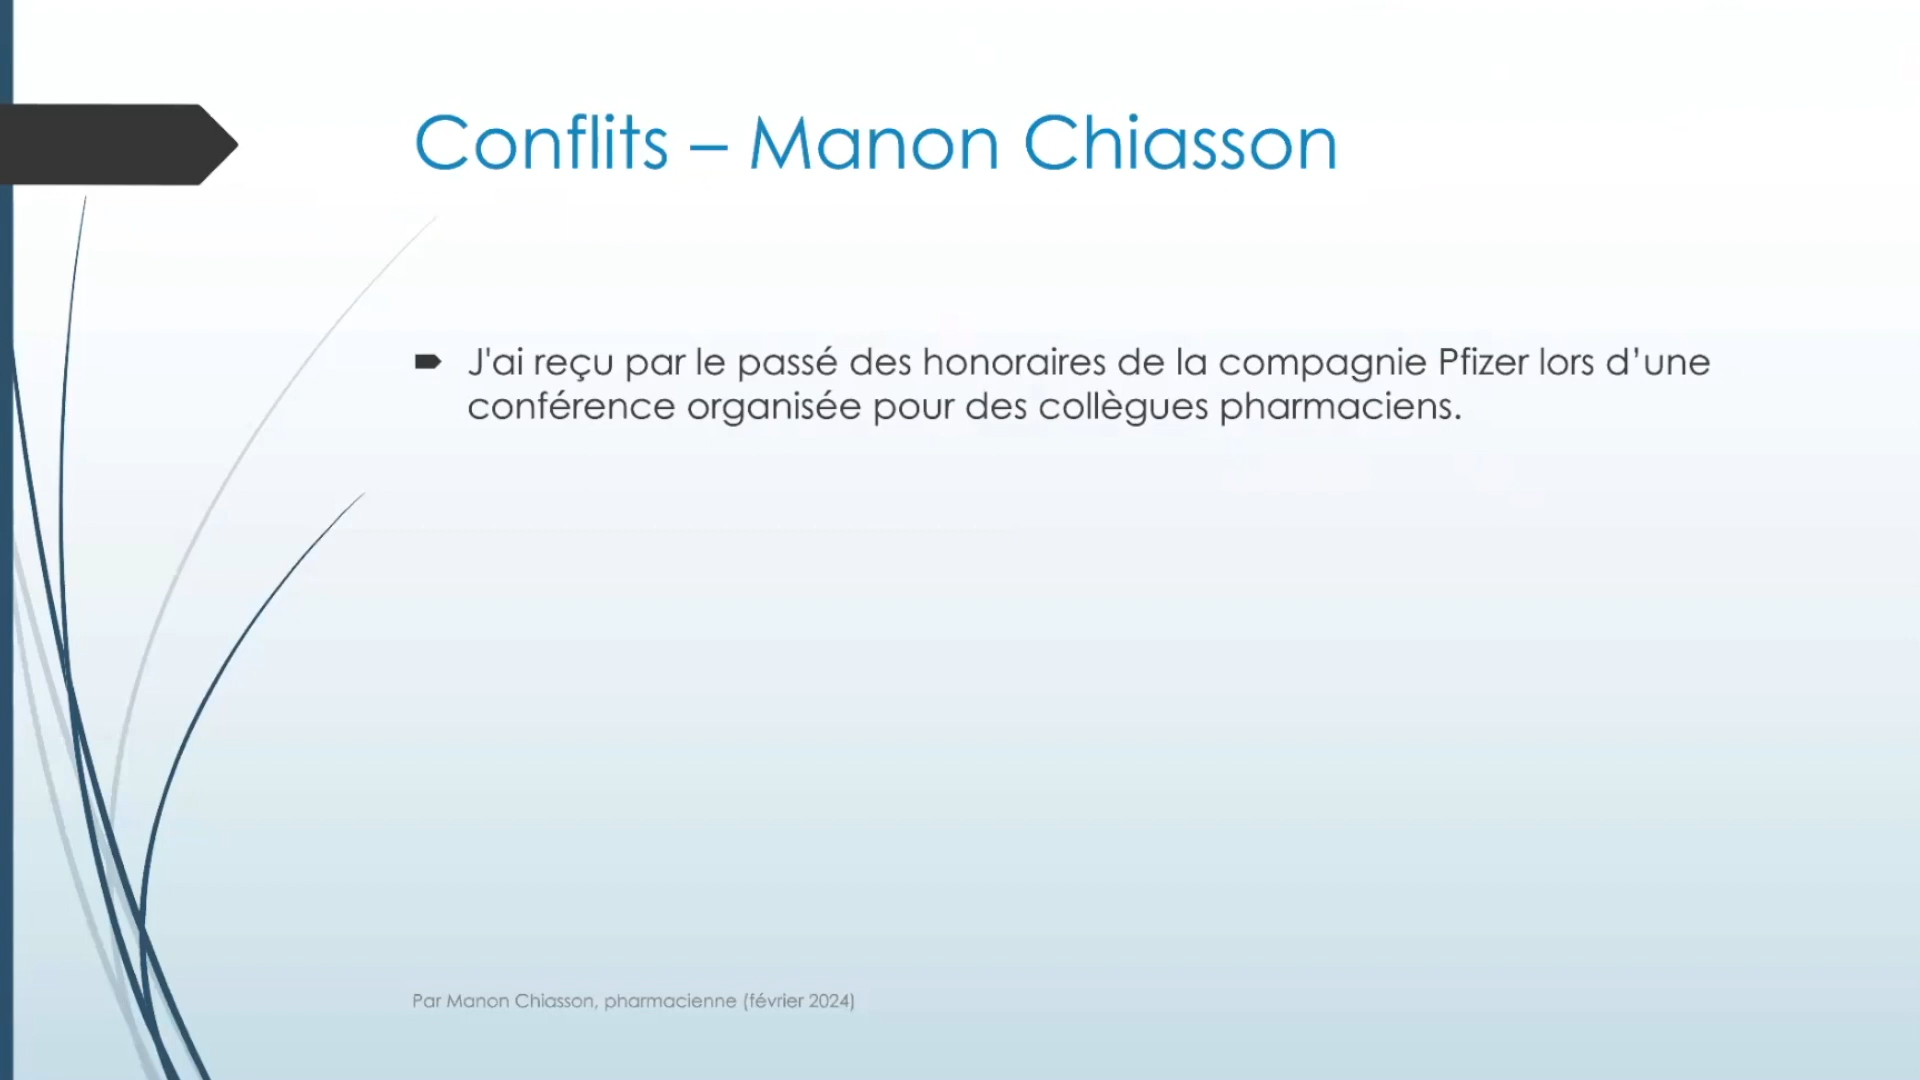 Conflits – Manon Chiasson
J'ai reçu par le passé des honoraires de la compagnie Pfizer lors d’une
conférence organisée pour des collègues pharmaciens.
Par Manon Chiasson, pharmacienne (février 2024)